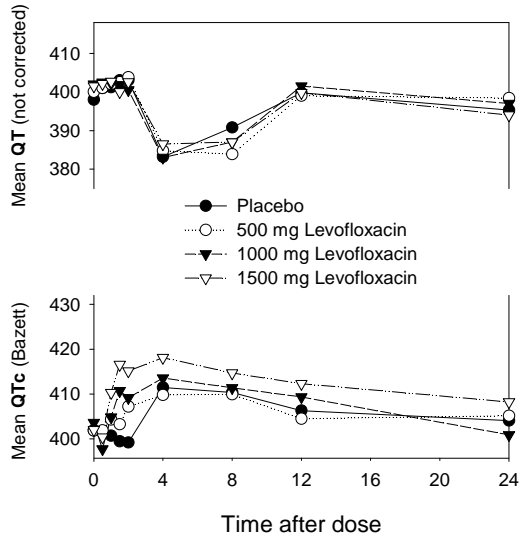 Mean QT (not corrected)
410
400
390
380
Placebo
500 mg Levofloxacin
1000 mg Levofloxacin
1500 mg Levofloxacin
Mean QTc (Bazett)
430
420
410
400
0 4 8 12 16 20 24
Time after dose